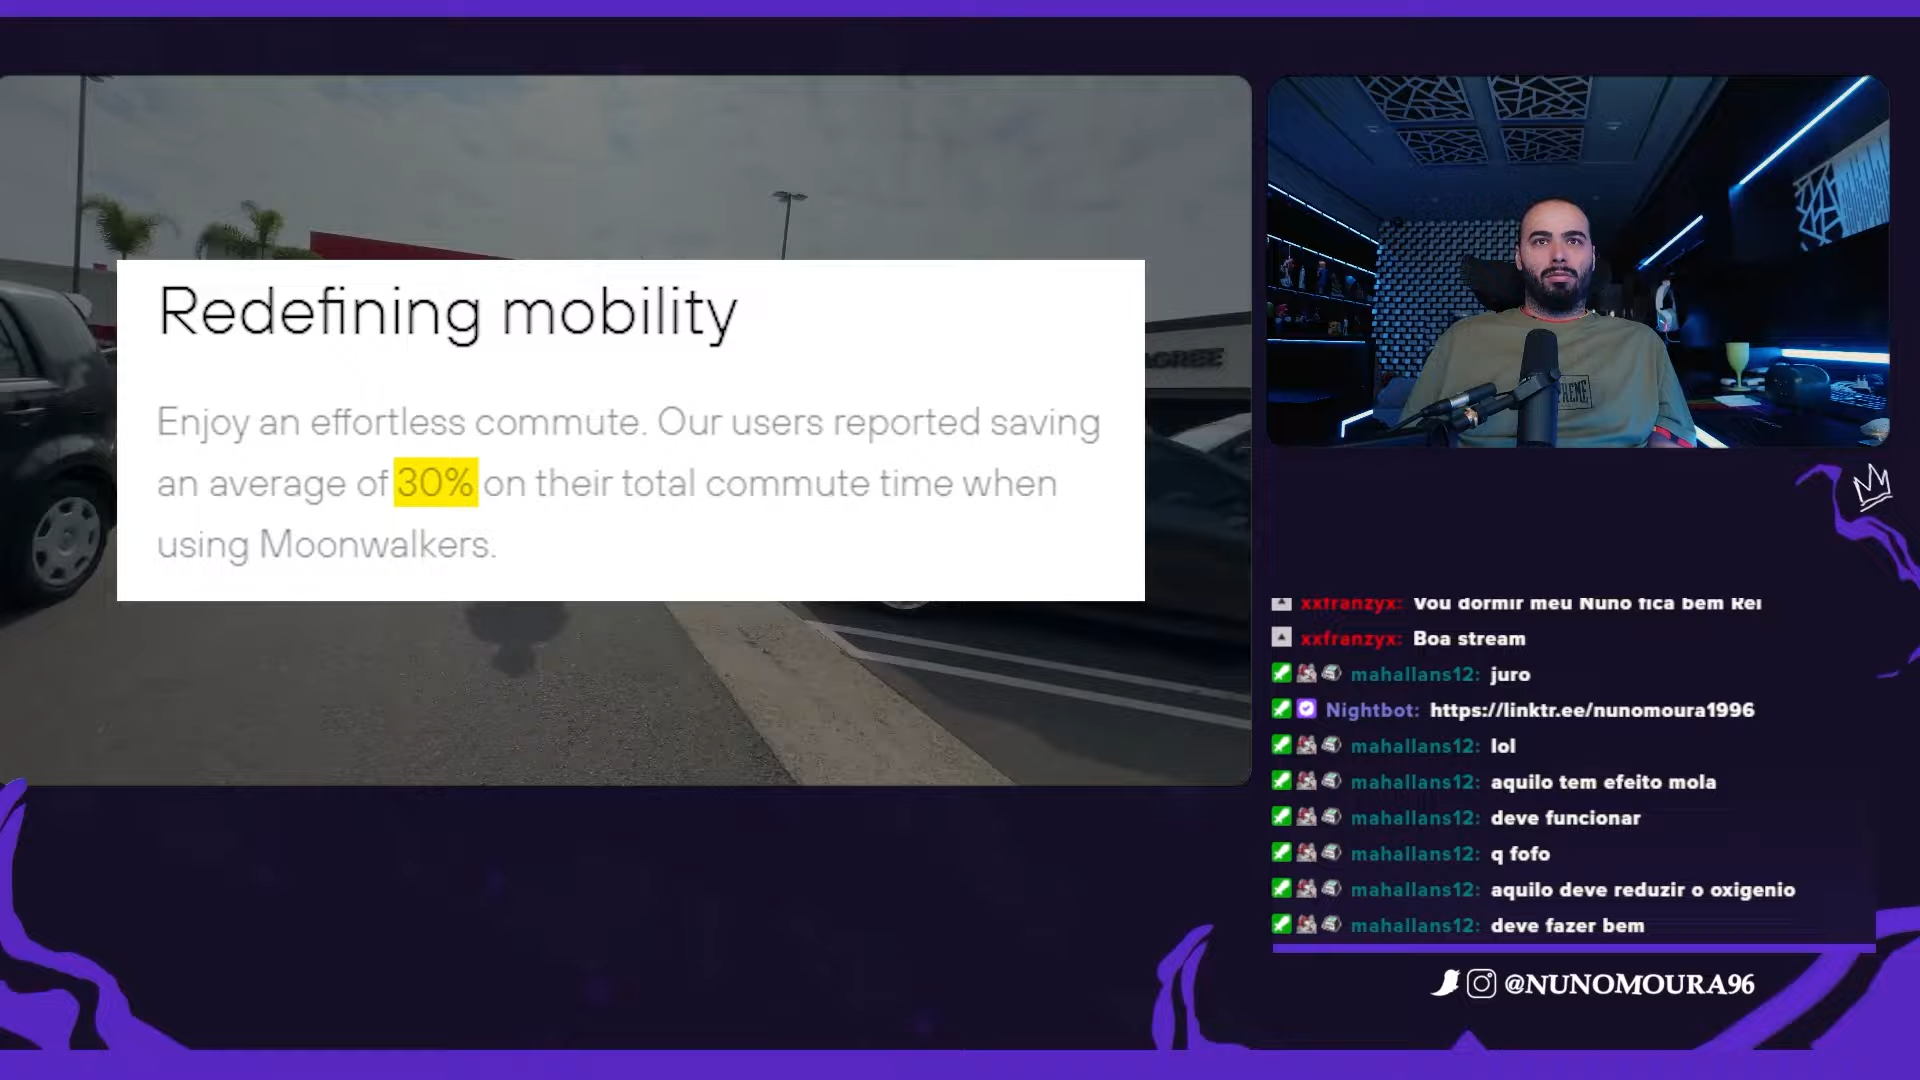 Redefining mobility
Enjoy an effortless commute. Our users reported saving
an average of 30% on their total commute time when
using Moonwalkers.
xxfranzyx: Vou dormir meu Nuno fica bem Rei
xxfranzyx: Boa stream
mahallans12: juro
Nightbot: https://linktr.ee/nunomoura1996
mahallans12: lol
mahallans12: aquilo tem efeito mola
mahallans12: deve funcionar
mahallans12: q fofo
mahallans12: aquilo deve reduzir o oxigenio
mahallans12: deve fazer bem
@NUNOMOURA96